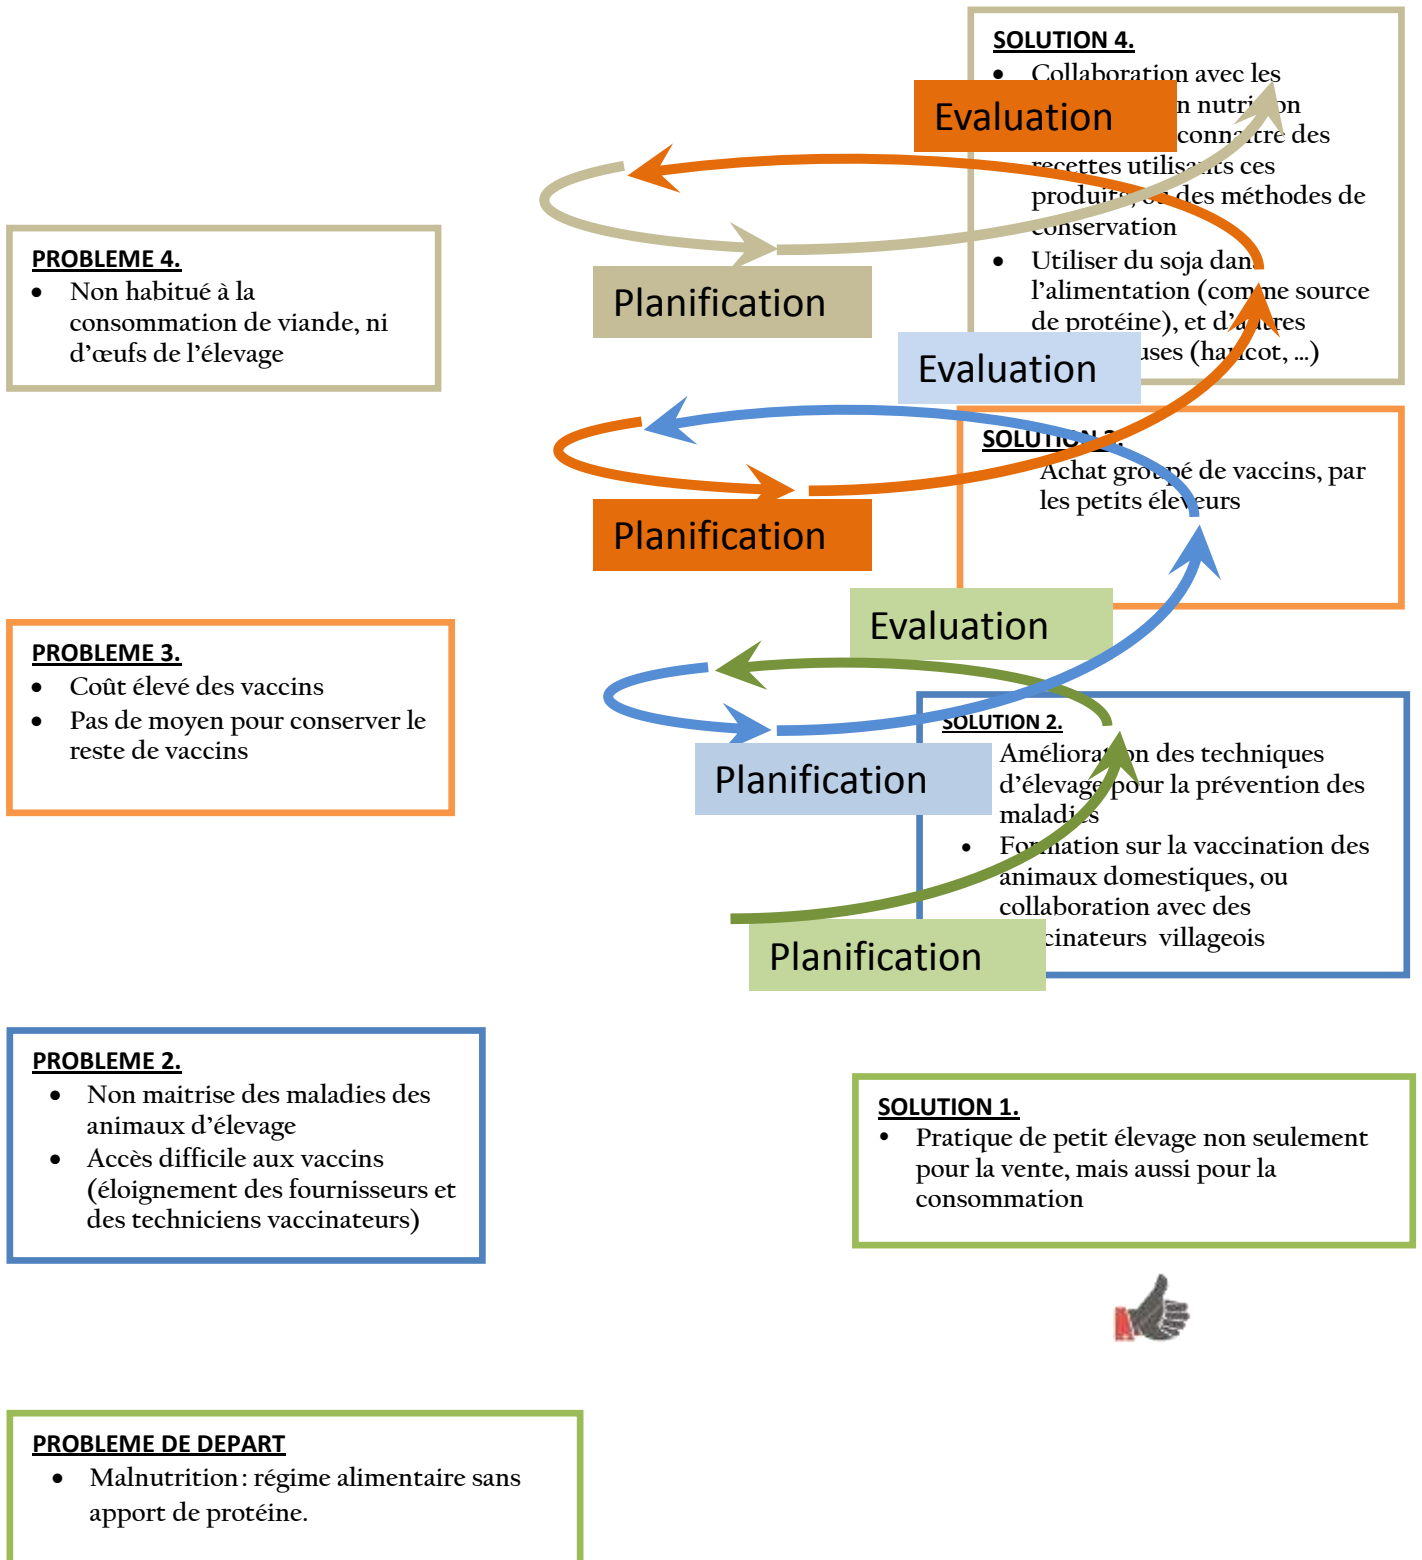 SOLUTION 4.
• Collaboration avec les
Evaluation
n nutrition
connaître des
recettes utilisants ces
produits, ou des méthodes de
conservation
• Utiliser du soja dans
l’alimentation (comme source
de protéine), et d’autres
uses (haricot, ...)
PROBLEME 4.
• Non habitué à la
consommation de viande, ni
d’œufs de l’élevage
Planification
Evaluation
SOLUTION 3.
Achat groupé de vaccins, par
les petits éleveurs
Planification
Evaluation
PROBLEME 3.
• Coût élevé des vaccins
• Pas de moyen pour conserver le
reste de vaccins
SOLUTION 2.
Amélioration des techniques
d’élevage pour la prévention des
maladies
• Formation sur la vaccination des
animaux domestiques, ou
collaboration avec des
cinateurs villageois
Planification
Planification
PROBLEME 2.
• Non maitrise des maladies des
animaux d’élevage
• Accès difficile aux vaccins
(éloignement des fournisseurs et
des techniciens vaccinateurs)
SOLUTION 1.
• Pratique de petit élevage non seulement
pour la vente, mais aussi pour la
consommation
PROBLEME DE DEPART
• Malnutrition : régime alimentaire sans
apport de protéine.